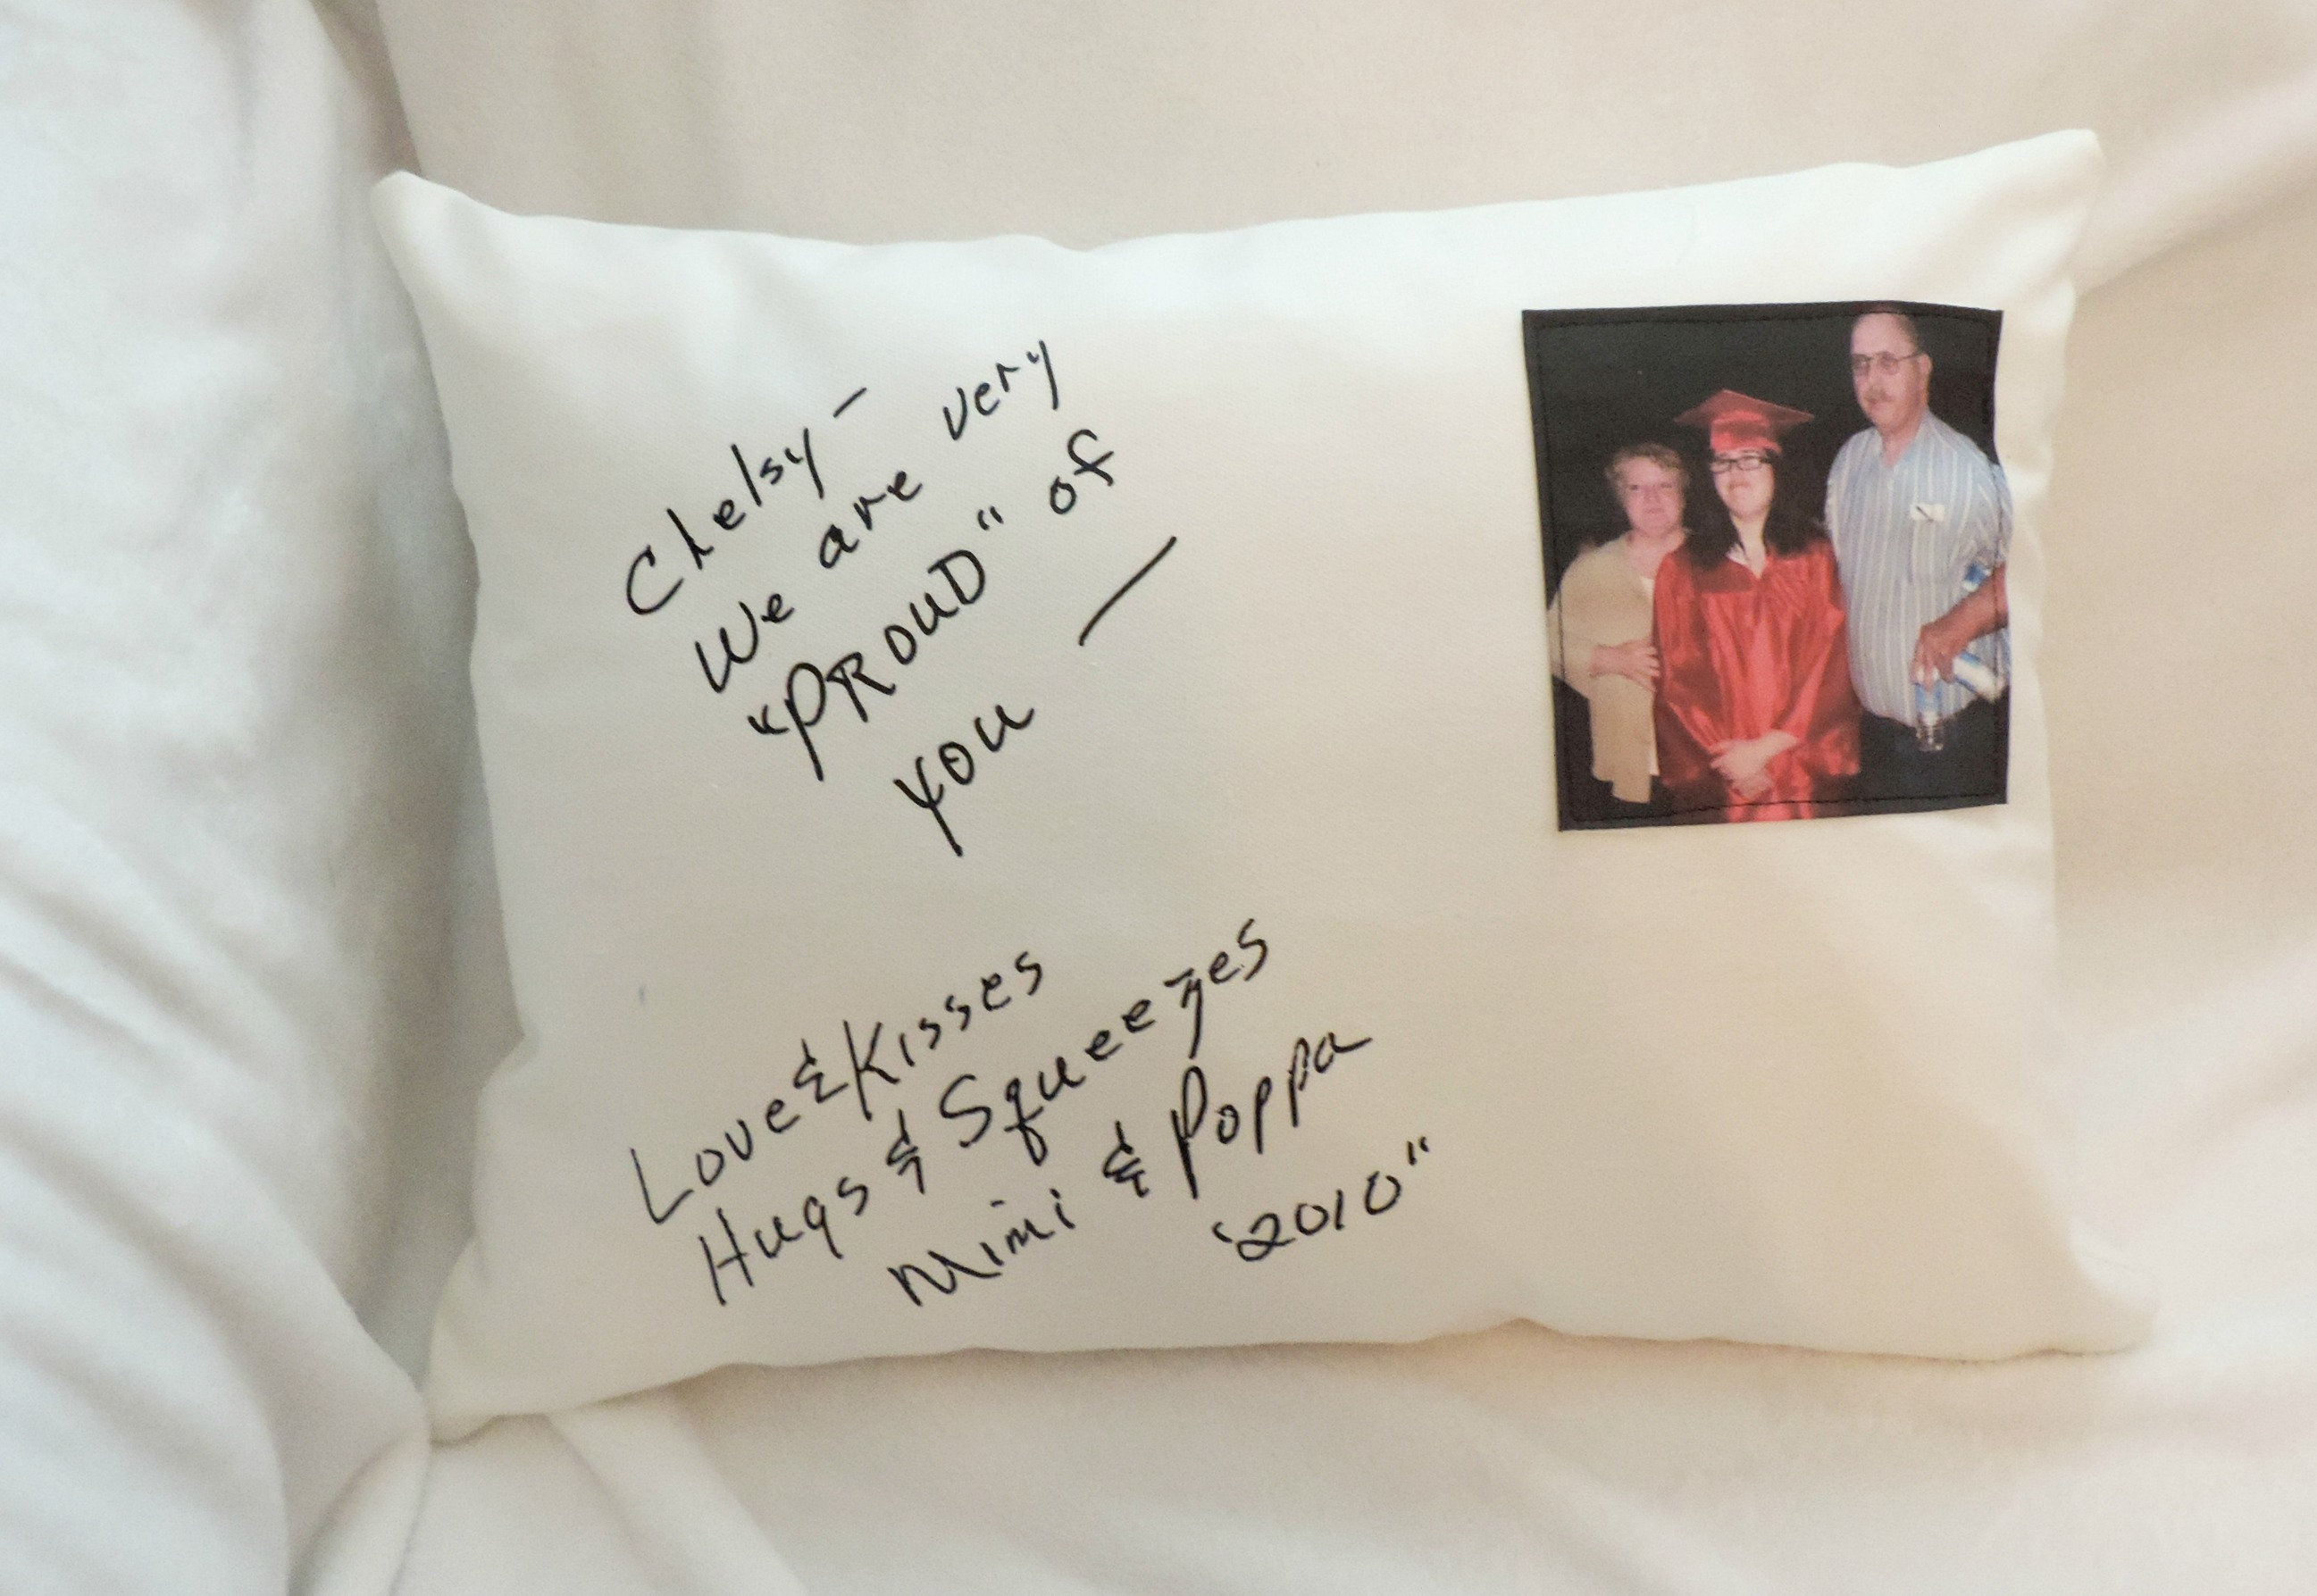 Chelsy —
We are very
"PROUD" of
you —
Love & Kisses
Hugs & Squeezes
Mimi & Poppa
'2010"